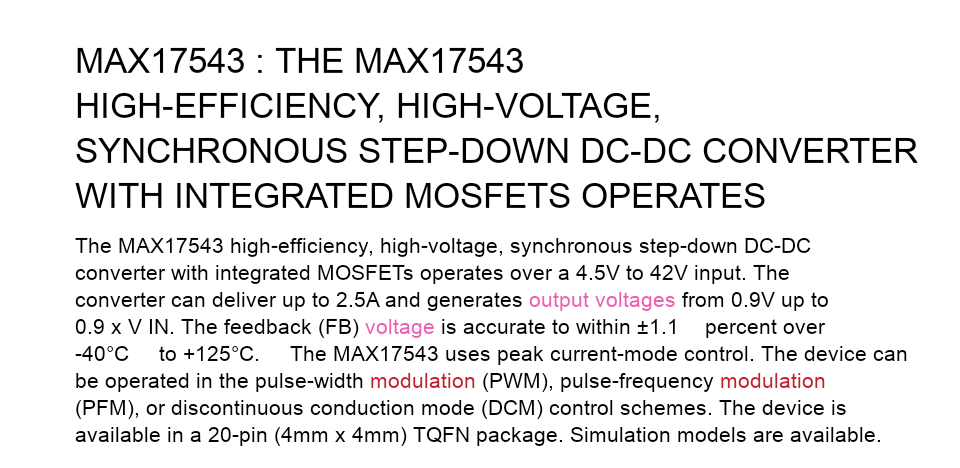 MAX17543 : THE MAX17543
HIGH-EFFICIENCY, HIGH-VOLTAGE,
SYNCHRONOUS STEP-DOWN DC-DC CONVERTER
WITH INTEGRATED MOSFETS OPERATES
The MAX17543 high-efficiency, high-voltage, synchronous step-down DC-DC
converter with integrated MOSFETs operates over a 4.5V to 42V input. The
converter can deliver up to 2.5A and generates output voltages from 0.9V up to
0.9 x V IN. The feedback (FB) voltage is accurate to within ±1.1 percent over
-40°C to +125°C. The MAX17543 uses peak current-mode control. The device can
be operated in the pulse-width modulation (PWM), pulse-frequency modulation
(PFM), or discontinuous conduction mode (DCM) control schemes. The device is
available in a 20-pin (4mm x 4mm) TQFN package. Simulation models are available.